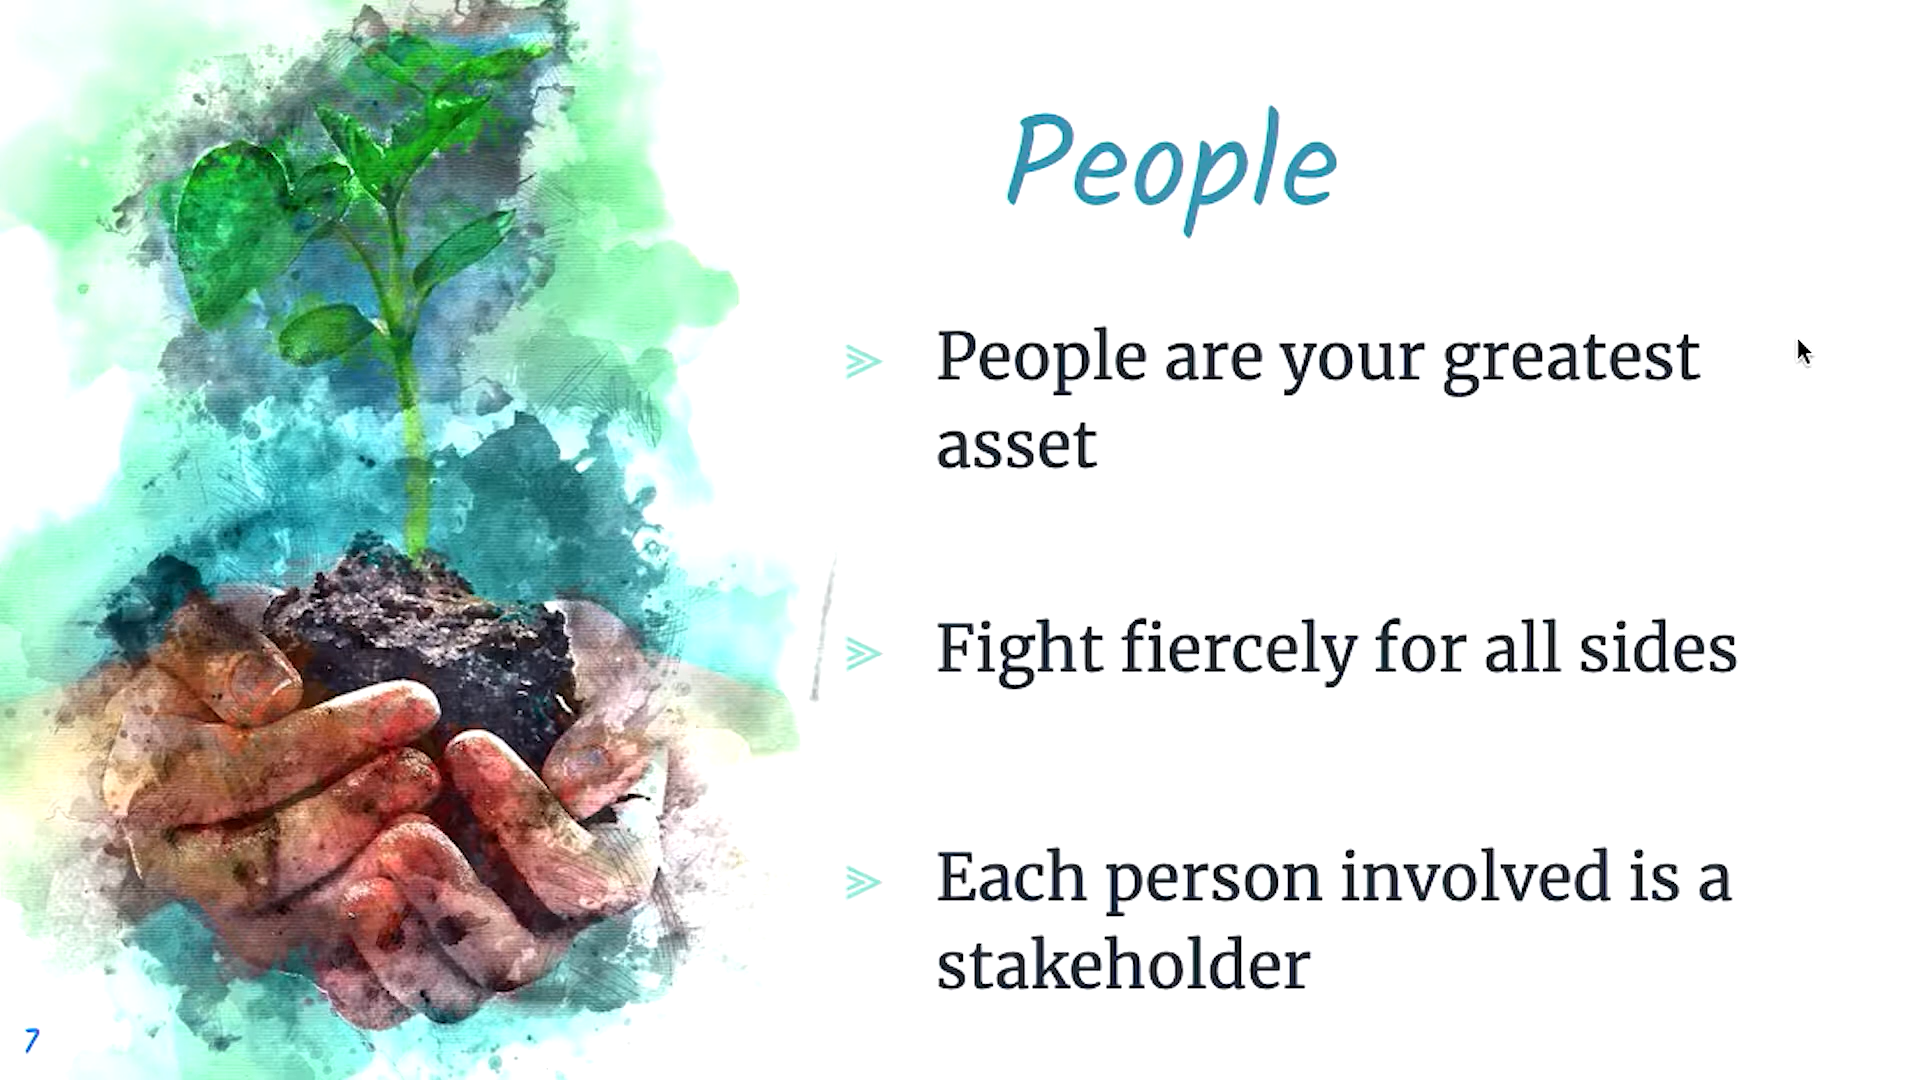 People
People are your greatest
asset
Fight fiercely for all sides
Each person involved is a
stakeholder
7